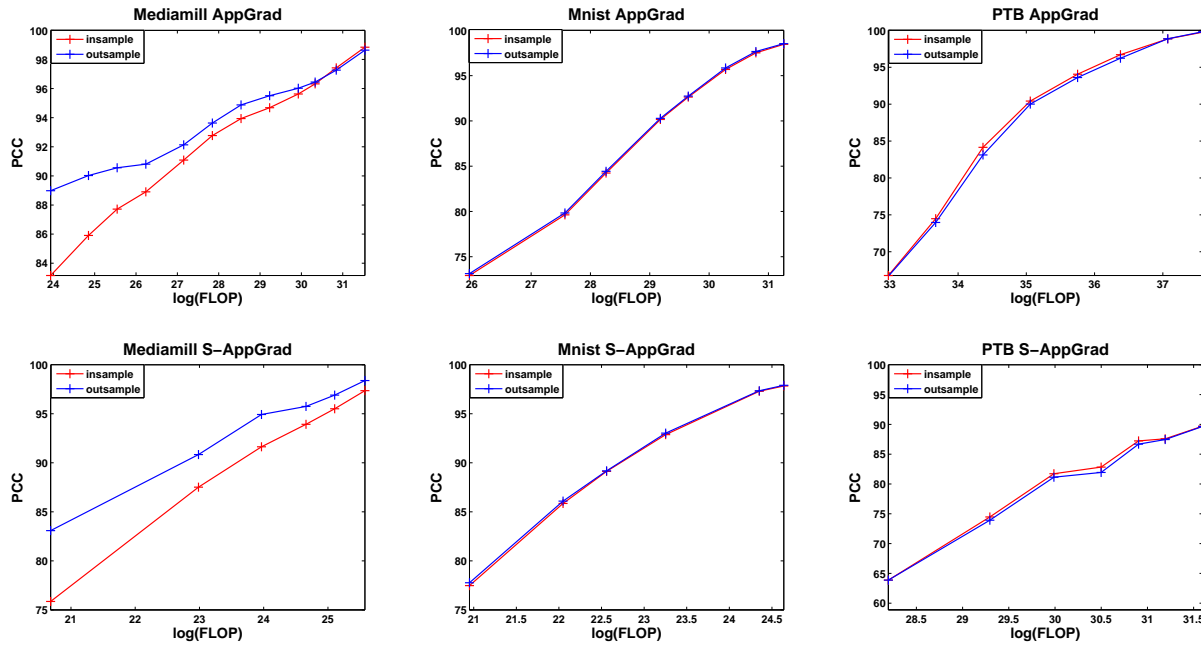 Mediamill AppGrad
100
98
96
94
92
90
88
86
84
PCC
insample
outsample
24 25 26 27 28 29 30 31
log(FLOP)
Mnist AppGrad
100
95
90
85
80
75
PCC
insample
outsample
26 27 28 29 30 31
log(FLOP)
PTB AppGrad
100
95
90
85
80
75
70
PCC
insample
outsample
33 34 35 36 37
log(FLOP)
Mediamill S−AppGrad
100
95
90
85
80
75
PCC
insample
outsample
21 22 23 24 25
log(FLOP)
Mnist S−AppGrad
100
95
90
85
80
75
PCC
insample
outsample
21 21.5 22 22.5 23 23.5 24 24.5
log(FLOP)
PTB S−AppGrad
100
95
90
85
80
75
70
65
60
PCC
insample
outsample
28.5 29 29.5 30 30.5 31 31.5
log(FLOP)